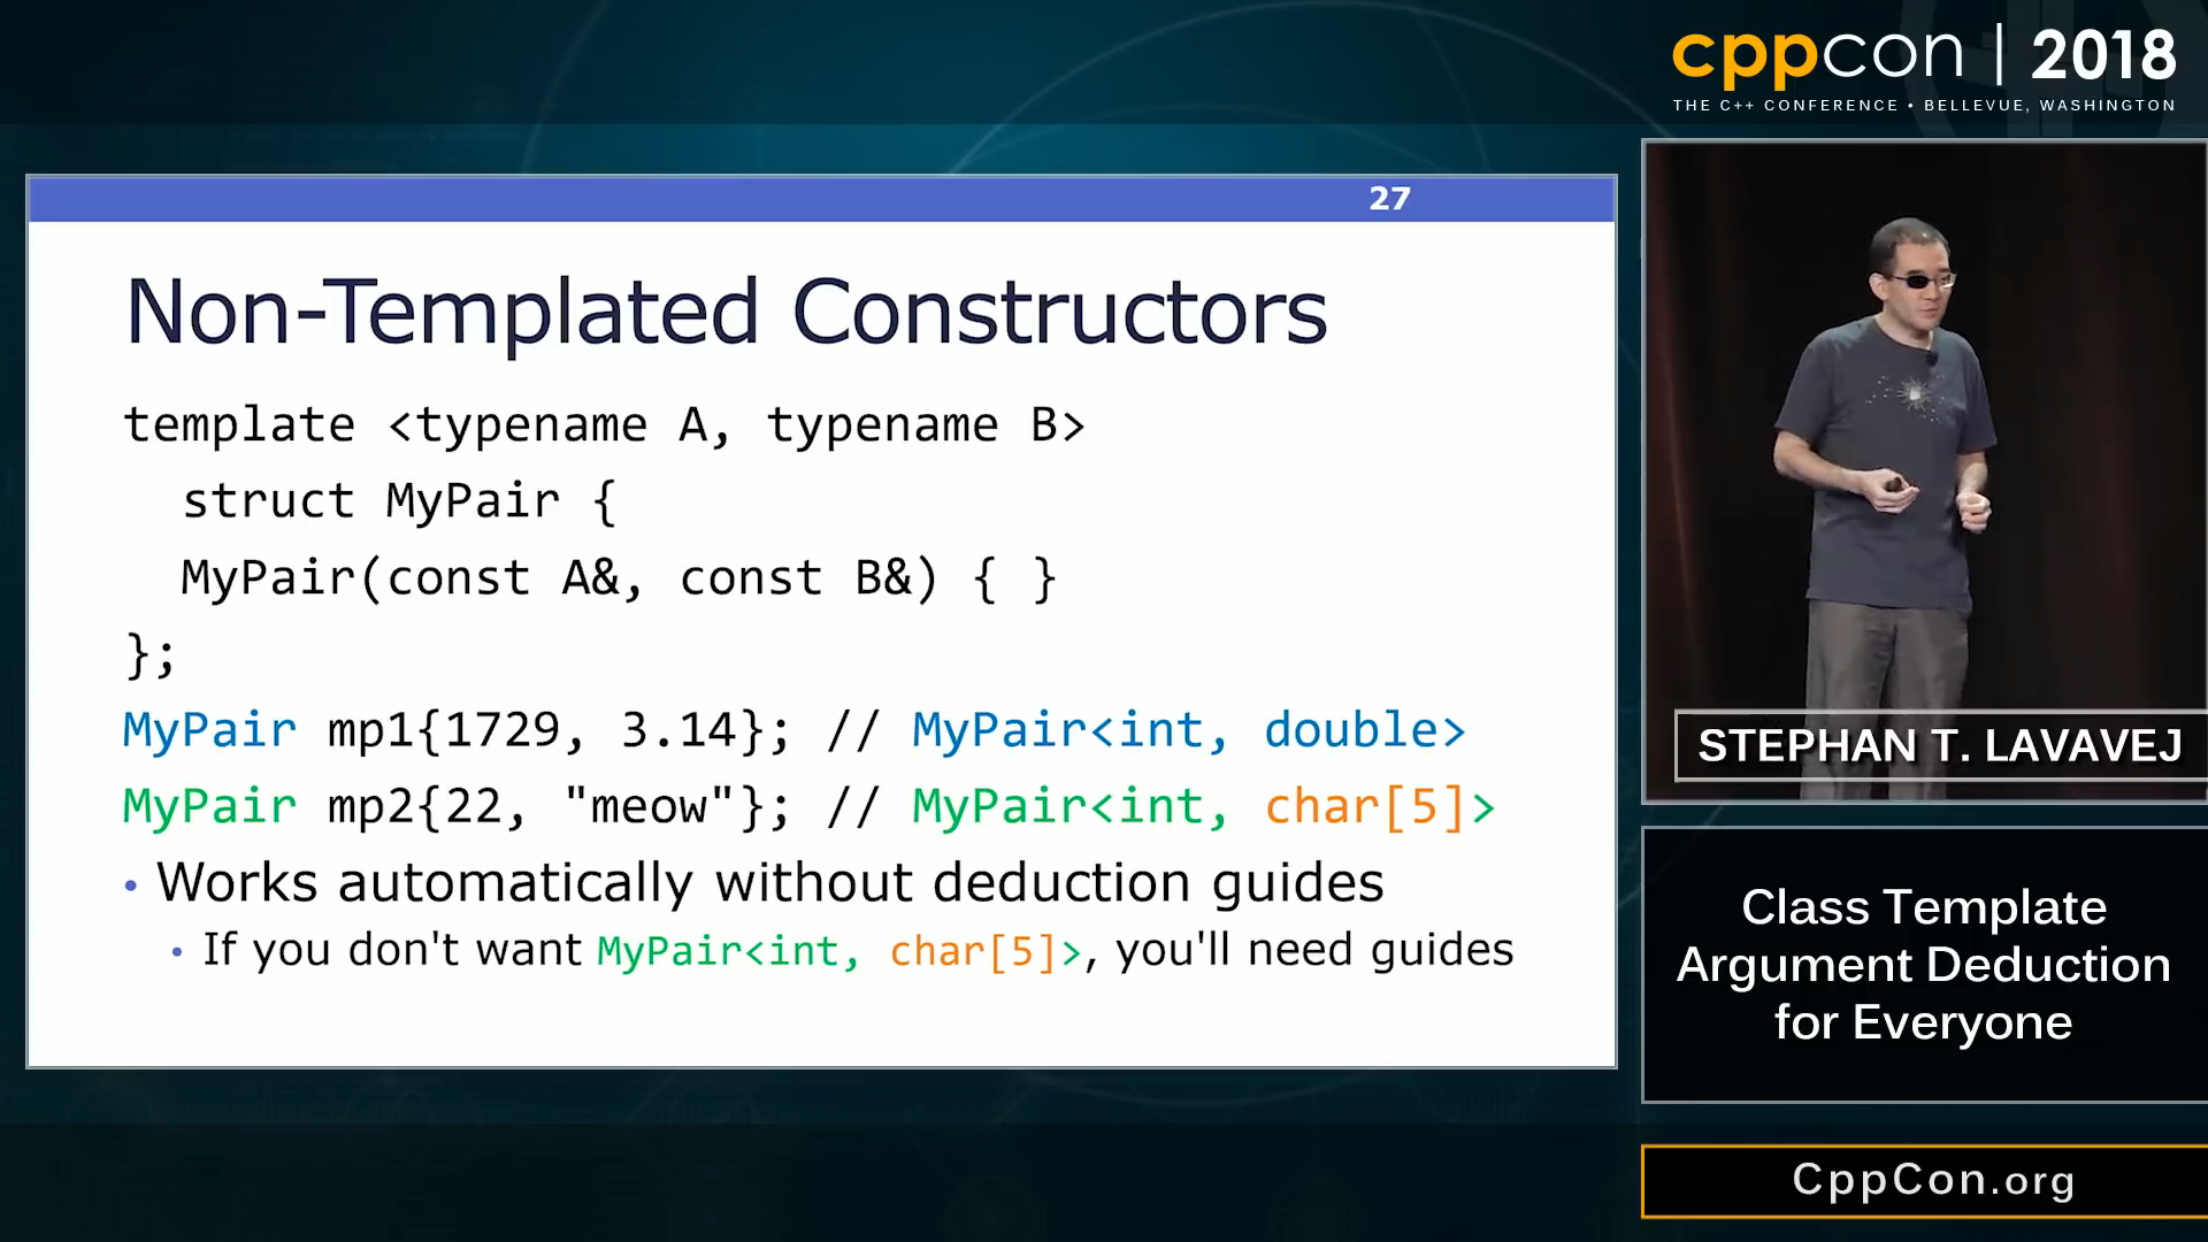 cppcon | 2018
THE C++ CONFERENCE • BELLEVUE, WASHINGTON
27
Non-Templated Constructors
template <typename A, typename B>
struct MyPair {
MyPair(const A&, const B&) { }
};
MyPair mp1{1729, 3.14}; // MyPair<int, double>
MyPair mp2{22, "meow"}; // MyPair<int, char[5]>
• Works automatically without deduction guides
• If you don't want MyPair<int, char[5]>, you'll need guides
STEPHAN T. LAVAVEJ
Class Template
Argument Deduction
for Everyone
CppCon.org